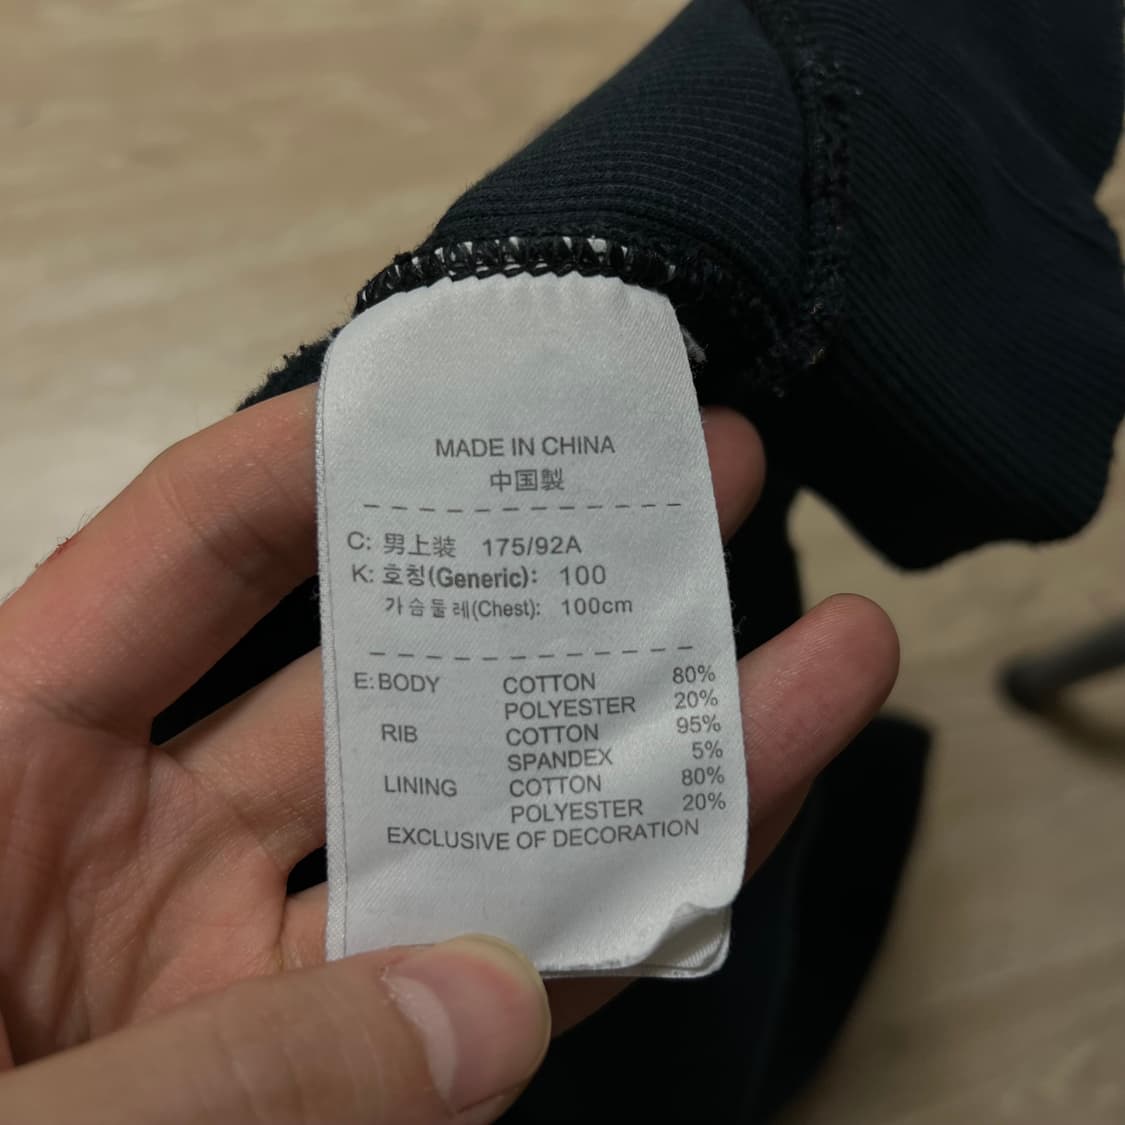 MADE IN CHINA
中国製
C: 男上装 175/92A
K: 호칭(Generic): 100
가슴둘레(Chest): 100cm
E: BODY COTTON 80%
POLYESTER 20%
RIB COTTON 95%
SPANDEX 5%
LINING COTTON 80%
POLYESTER 20%
EXCLUSIVE OF DECORATION